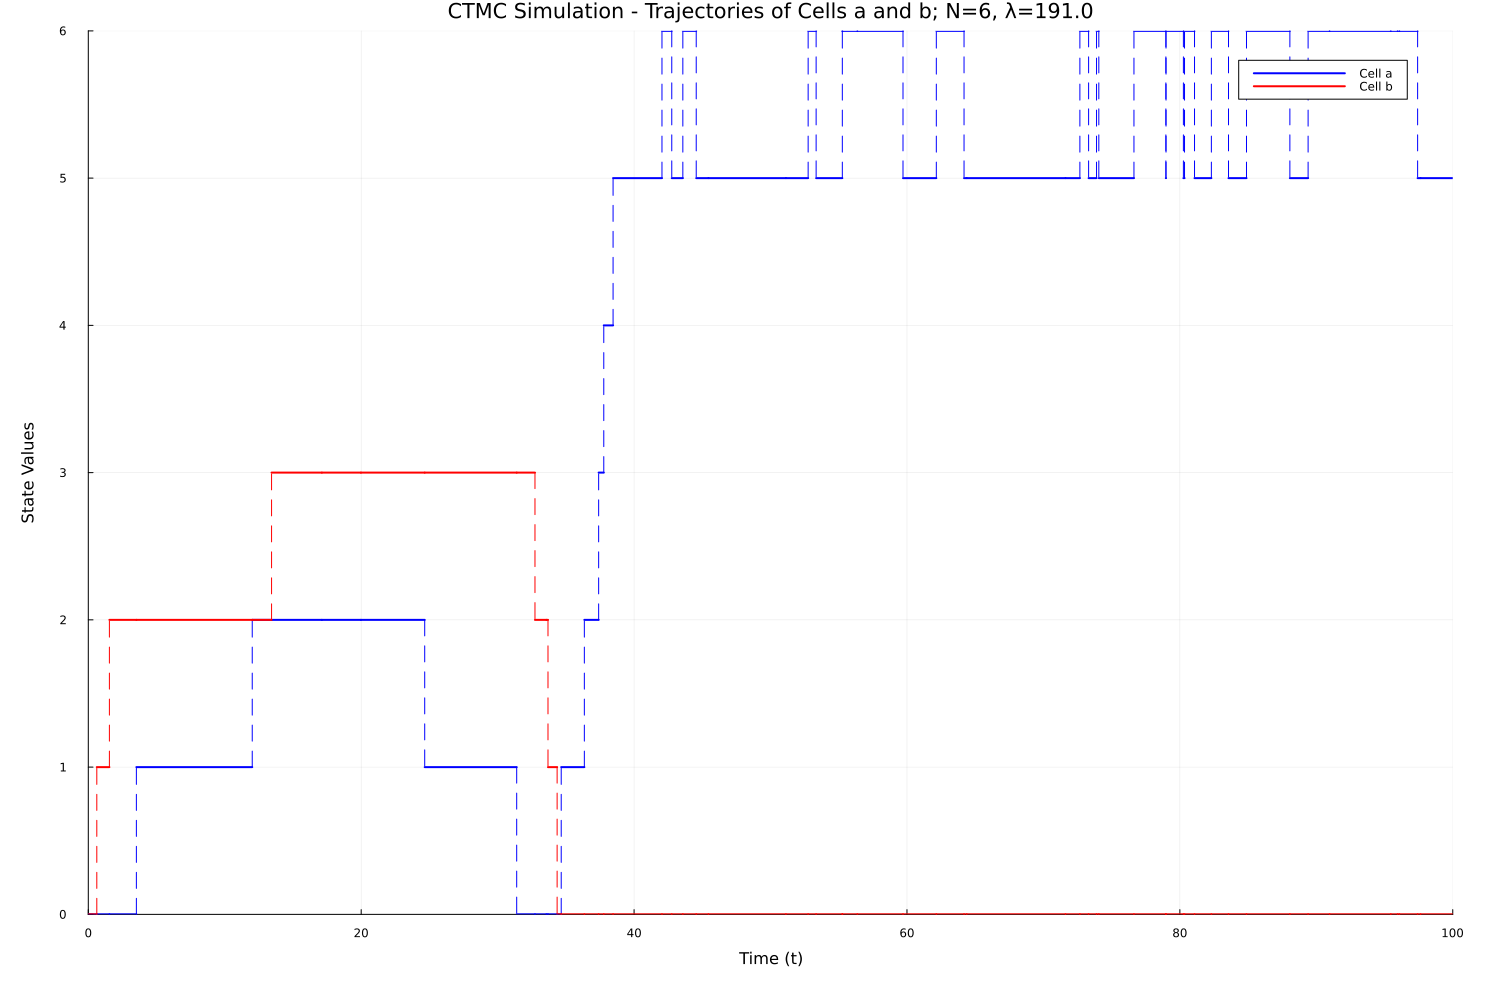 CTMC Simulation - Trajectories of Cells a and b; N=6, λ=191.0
6
Cell a
Cell b
5
4
State Values
3
2
1
0
0 20 40 60 80 100
Time (t)